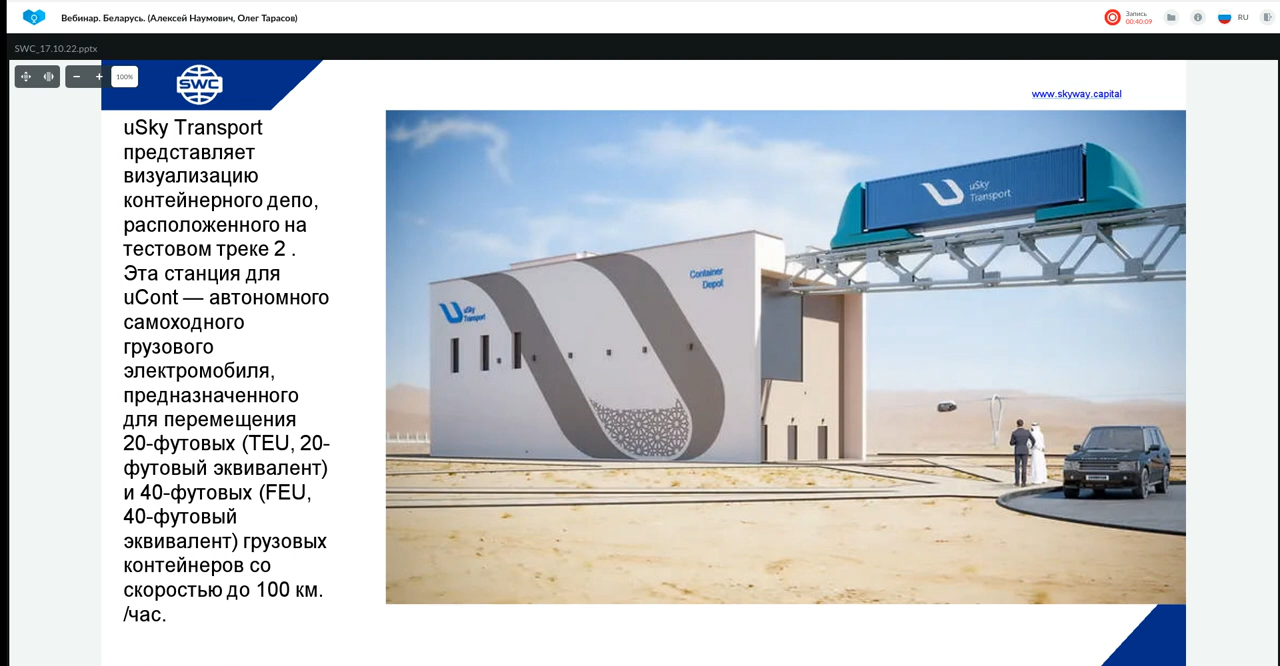 Вебинар. Беларусь. (Алексей Наумович, Олег Тарасов)
Запись
00:40:09
RU
SWC_17.10.22.pptx
100%
SWC
www.skyway.capital
uSky Transport
представляет
визуализацию
контейнерного депо,
расположенного на
тестовом треке 2 .
Эта станция для
uCont — автономного
самоходного
грузового
электромобиля,
предназначенного
для перемещения
20-футовых (TEU, 20-
футовый эквивалент)
и 40-футовых (FEU,
40-футовый
эквивалент) грузовых
контейнеров со
скоростью до 100 км.
/час.
uSky
Transport
Container
Depot
uSky
Transport